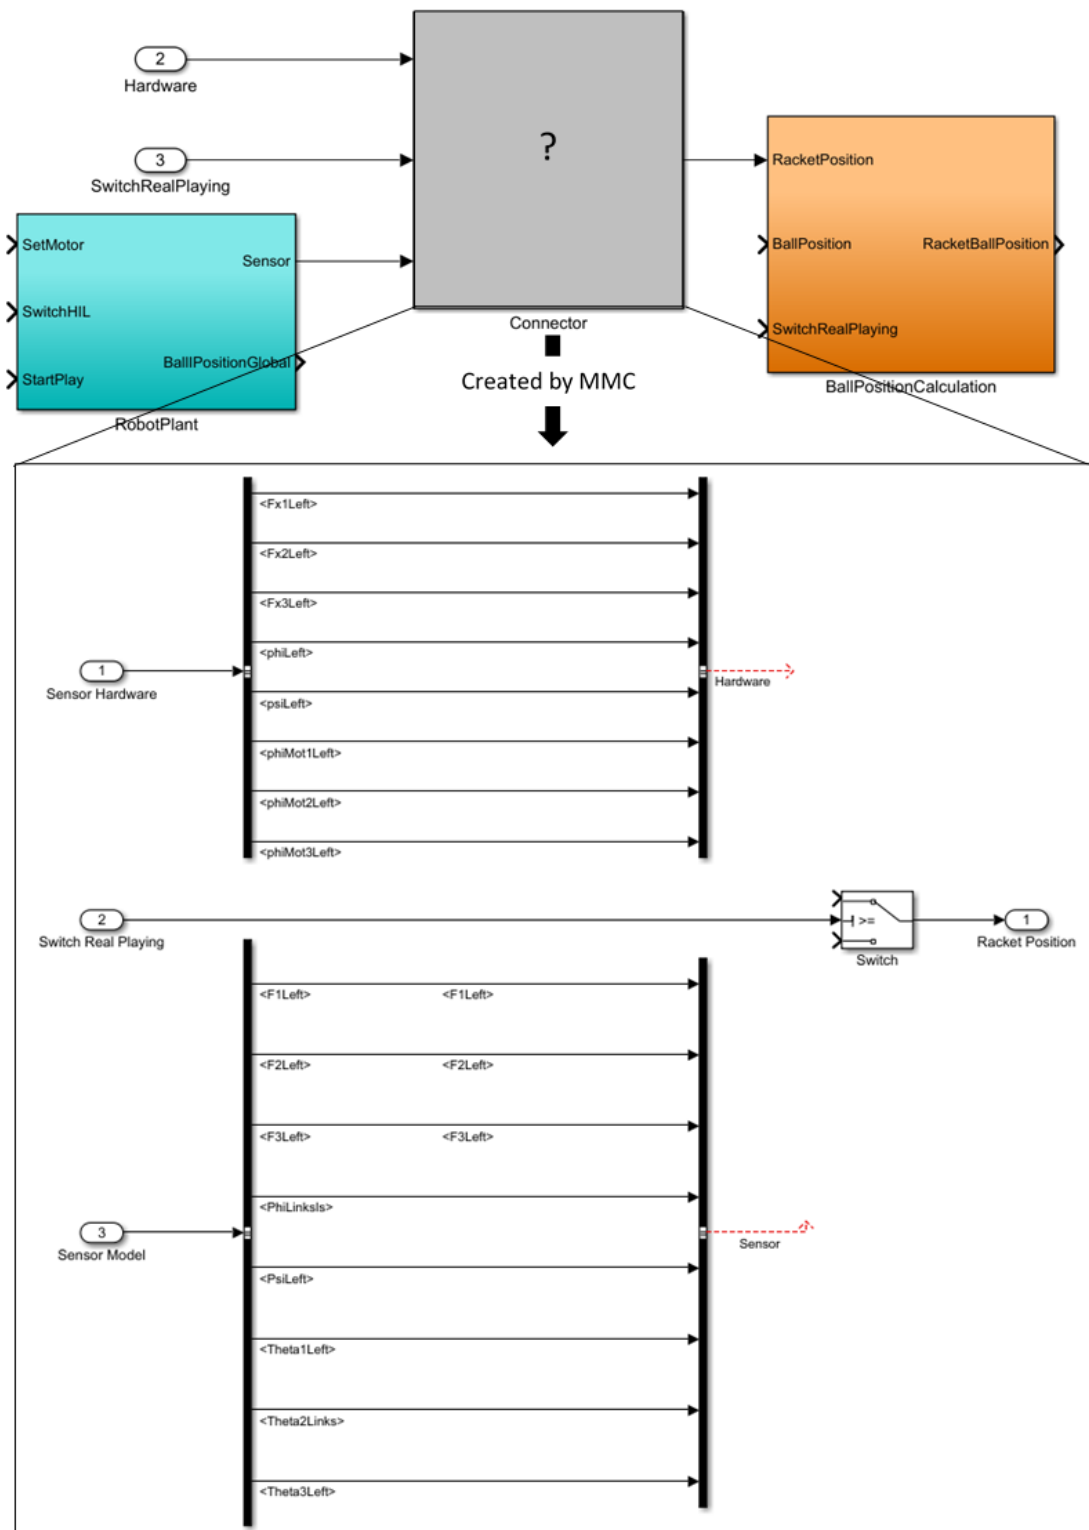 2
Hardware
3
SwitchRealPlaying
?
Connector
SetMotor
SwitchHIL
StartPlay
Sensor
BalllPositionGlobal
RobotPlant
RacketPosition
BallPosition
SwitchRealPlaying
RacketBallPosition
BallPositionCalculation
Created by MMC
1
Sensor Hardware
<Fx1Left>
<Fx2Left>
<Fx3Left>
<phiLeft>
<psiLeft>
<phiMot1Left>
<phiMot2Left>
<phiMot3Left>
Hardware
2
Switch Real Playing
>=
Switch
1
Racket Position
3
Sensor Model
<F1Left> <F1Left>
<F2Left> <F2Left>
<F3Left> <F3Left>
<PhiLinksIs>
<PsiLeft>
<Theta1Left>
<Theta2Links>
<Theta3Left>
Sensor